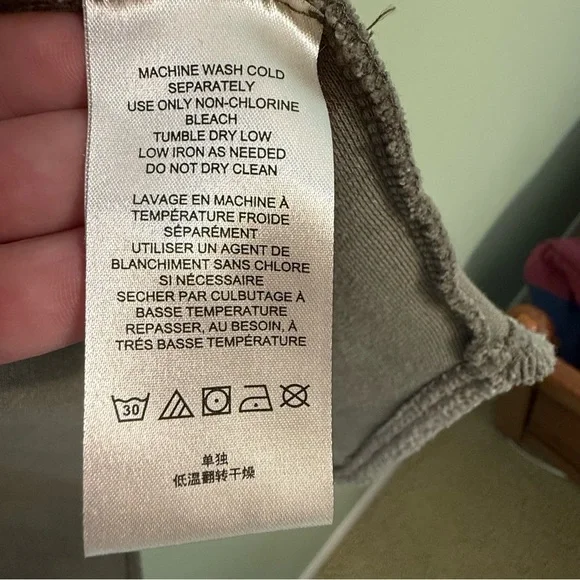 MACHINE WASH COLD
SEPARATELY
USE ONLY NON-CHLORINE
BLEACH
TUMBLE DRY LOW
LOW IRON AS NEEDED
DO NOT DRY CLEAN
LAVAGE EN MACHINE À
TEMPÉRATURE FROIDE
SÉPARÉMENT
UTILISER UN AGENT DE
BLANCHIMENT SANS CHLORE
SI NÉCESSAIRE
SECHER PAR CULBUTAGE À
BASSE TEMPERATURE
REPASSER, AU BESOIN, À
TRÉS BASSE TEMPÉRATURE
30
单独
低温翻转干燥